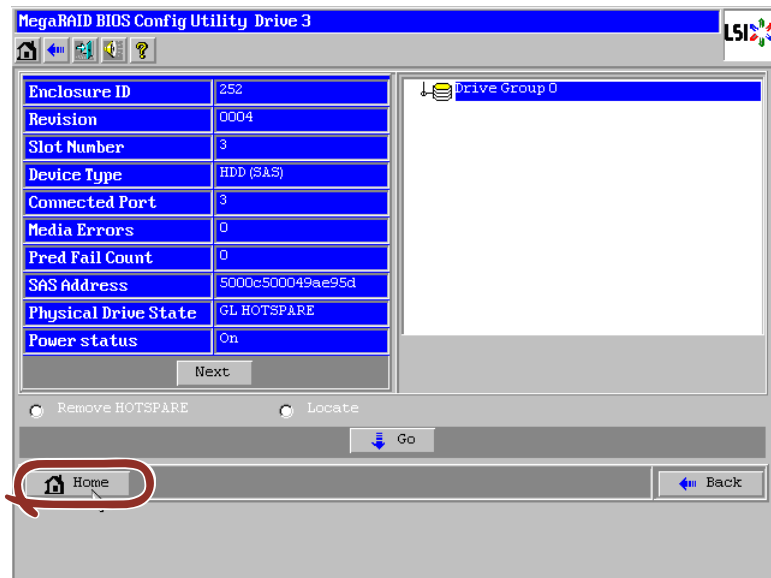 MegaRAID BIOS Config Utility Drive 3
LSI
Enclosure ID 252
Revision 0004
Slot Number 3
Device Type HDD (SAS)
Connected Port 3
Media Errors 0
Pred Fail Count 0
SAS Address 5000c500049ae95d
Physical Drive State GL HOTSPARE
Power status On
Next
Drive Group 0
Remove HOTSPARE Locate
Go
Home Back